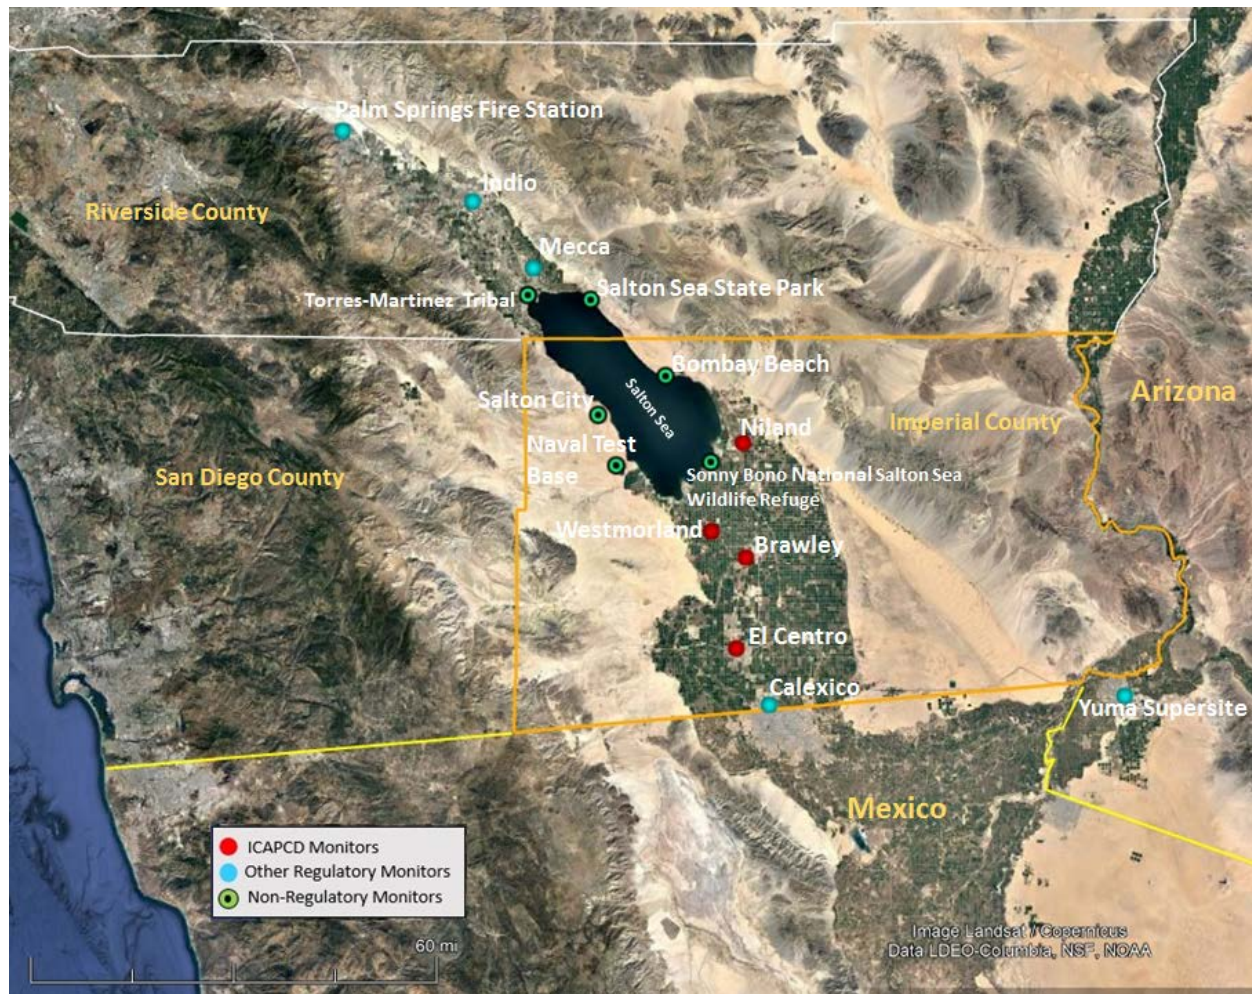 Palm Springs Fire Station
Indio
Riverside County
Mecca
Torres-Martinez Tribal
Salton Sea State Park
Bombay Beach
Arizona
Salton City
Salton Sea
Imperial County
Niland
Naval Test
Base
San Diego County
Sonny Bono National Salton Sea
Wildlife Refuge
Westmorland
Brawley
El Centro
Calexico
Yuma Supersite
Mexico
ICAPCD Monitors
Other Regulatory Monitors
Non-Regulatory Monitors
60 mi
Image Landsat / Copernicus
Data LDEO-Columbia, NSF, NOAA